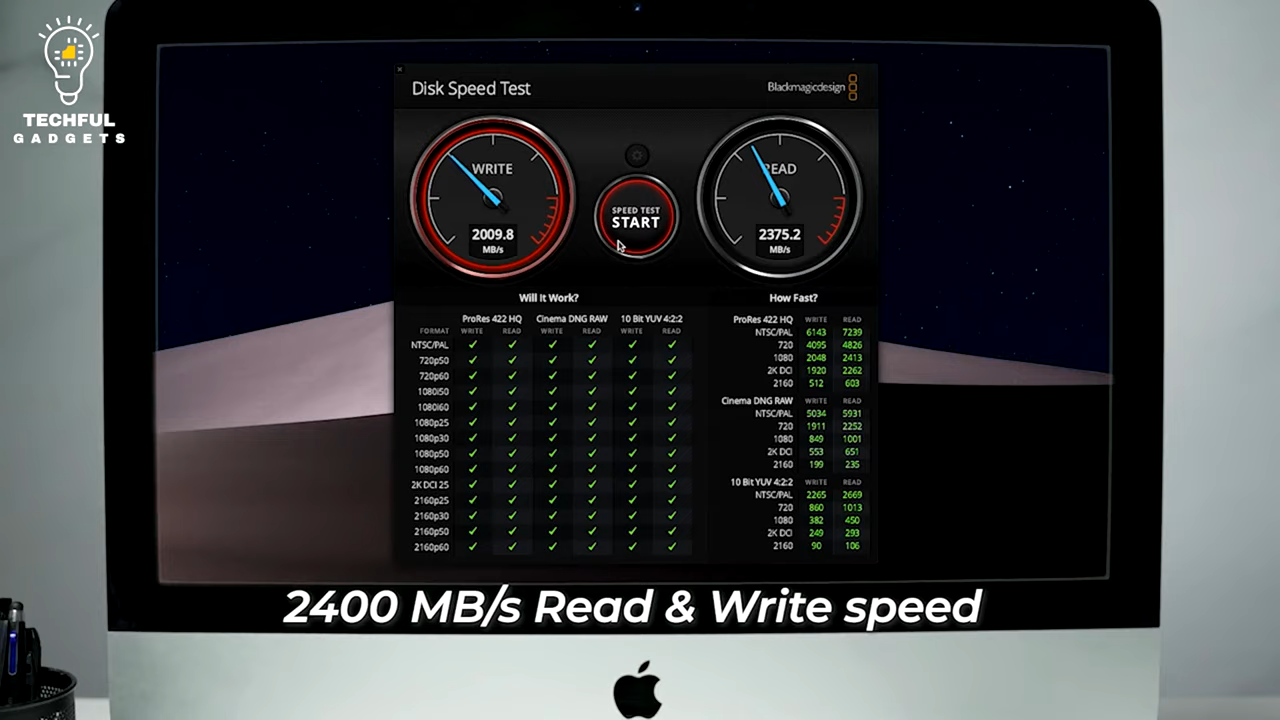 TECHFUL
GADGETS
Disk Speed Test
Blackmagicdesign
WRITE
2009.8
MB/s
SPEED TEST
START
READ
2375.2
MB/s
Will It Work?
ProRes 422 HQ Cinema DNG RAW 10 Bit YUV 4:2:2
FORMAT WRITE READ WRITE READ WRITE READ
NTSC/PAL ✓ ✓ ✓ ✓ ✓ ✓
720p50 ✓ ✓ ✓ ✓ ✓ ✓
720p60 ✓ ✓ ✓ ✓ ✓ ✓
1080i50 ✓ ✓ ✓ ✓ ✓ ✓
1080i60 ✓ ✓ ✓ ✓ ✓ ✓
1080p25 ✓ ✓ ✓ ✓ ✓ ✓
1080p30 ✓ ✓ ✓ ✓ ✓ ✓
1080p50 ✓ ✓ ✓ ✓ ✓ ✓
1080p60 ✓ ✓ ✓ ✓ ✓ ✓
2K DCI 25 ✓ ✓ ✓ ✓ ✓ ✓
2160p25 ✓ ✓ ✓ ✓ ✓ ✓
2160p30 ✓ ✓ ✓ ✓ ✓ ✓
2160p50 ✓ ✓ ✓ ✓ ✓ ✓
2160p60 ✓ ✓ ✓ ✓ ✓ ✓
How Fast?
ProRes 422 HQ WRITE READ
NTSC/PAL 6143 7239
720 4095 4826
1080 2048 2413
2K DCI 1920 2262
2160 512 603
Cinema DNG RAW WRITE READ
NTSC/PAL 5034 5931
720 1911 2252
1080 849 1001
2K DCI 553 651
2160 199 235
10 Bit YUV 4:2:2 WRITE READ
NTSC/PAL 2265 2669
720 860 1013
1080 382 450
2K DCI 249 293
2160 90 106
2400 MB/s Read & Write speed